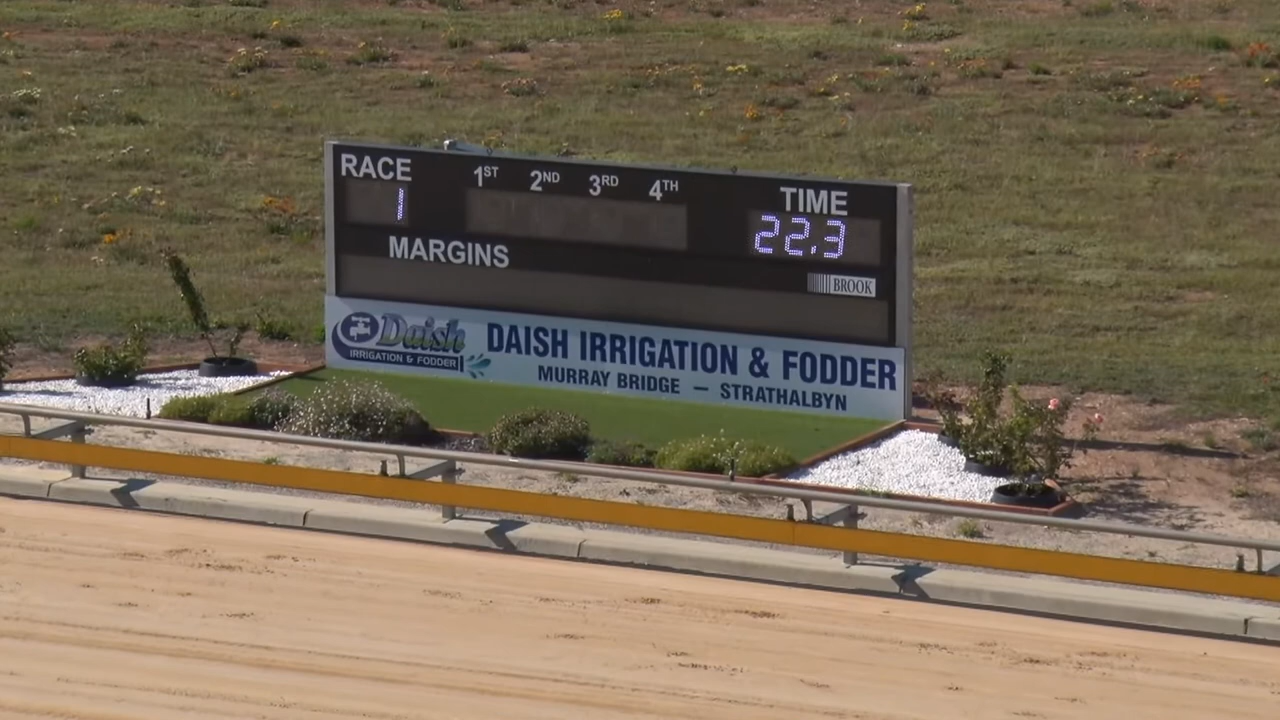 RACE 1ST 2ND 3RD 4TH TIME
1 22.3
MARGINS
BROOK
Daish
IRRIGATION & FODDER
DAISH IRRIGATION & FODDER
MURRAY BRIDGE — STRATHALBYN